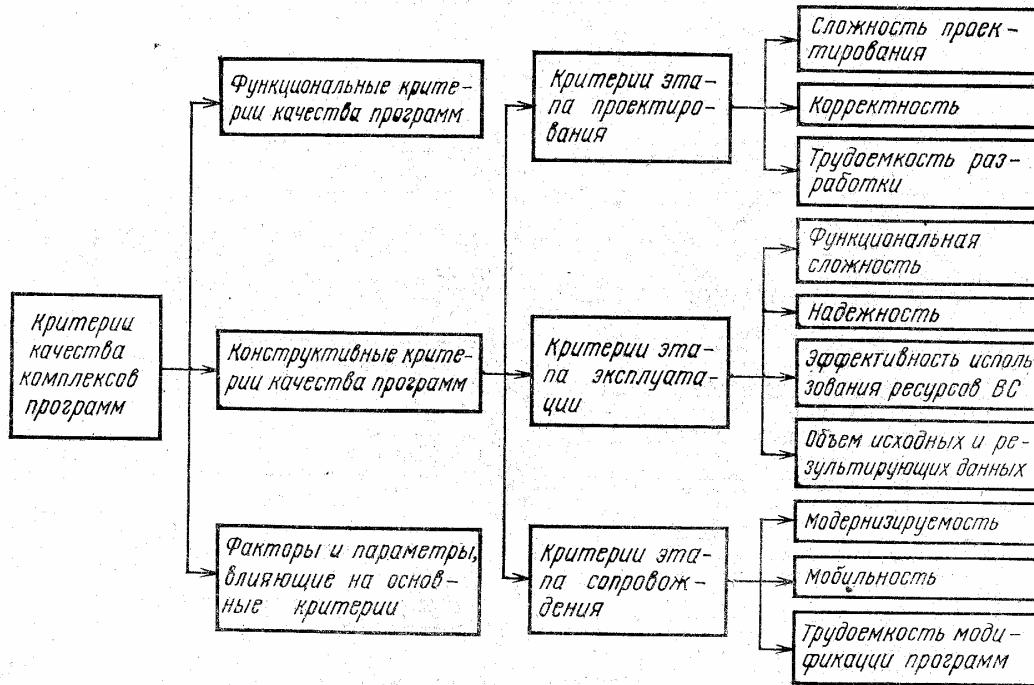 Критерии
качества
комплексов
программ
Функциональные крите-
рии качества программ
Конструктивные крите-
рии качества программ
Факторы и параметры,
влияющие на основ-
ные критерии
Критерии эта-
па проектиро-
вания
Критерии эта-
па эксплуата-
ции
Критерии эта-
па сопровож-
дения
Сложность проек-
тирования
Корректность
Трудоемкость раз-
работки
Функциональная
сложность
Надежность
Эффективность исполь
зования ресурсов ВС
Объем исходных и ре-
зультирующих данных
Модернизируемость
Мобильность
Трудоемкость моди-
фикации программ